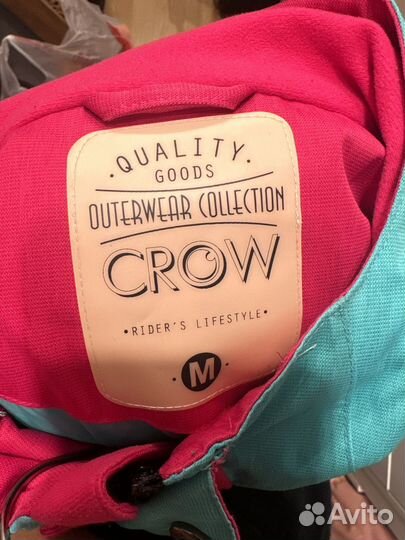 ·QUALITY·
GOODS
OUTERWEAR COLLECTION
CROW
·RIDER'S LIFESTYLE·
·M·
Avito